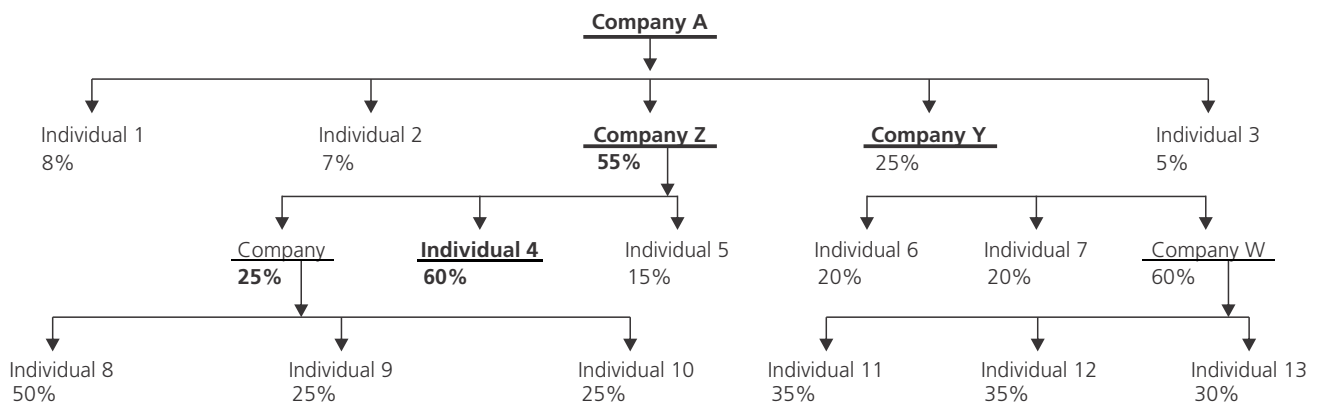 Company A
Individual 1
8%
Individual 2
7%
Company Z
55%
Company Y
25%
Individual 3
5%
Company
25%
Individual 4
60%
Individual 5
15%
Individual 6
20%
Individual 7
20%
Company W
60%
Individual 8
50%
Individual 9
25%
Individual 10
25%
Individual 11
35%
Individual 12
35%
Individual 13
30%